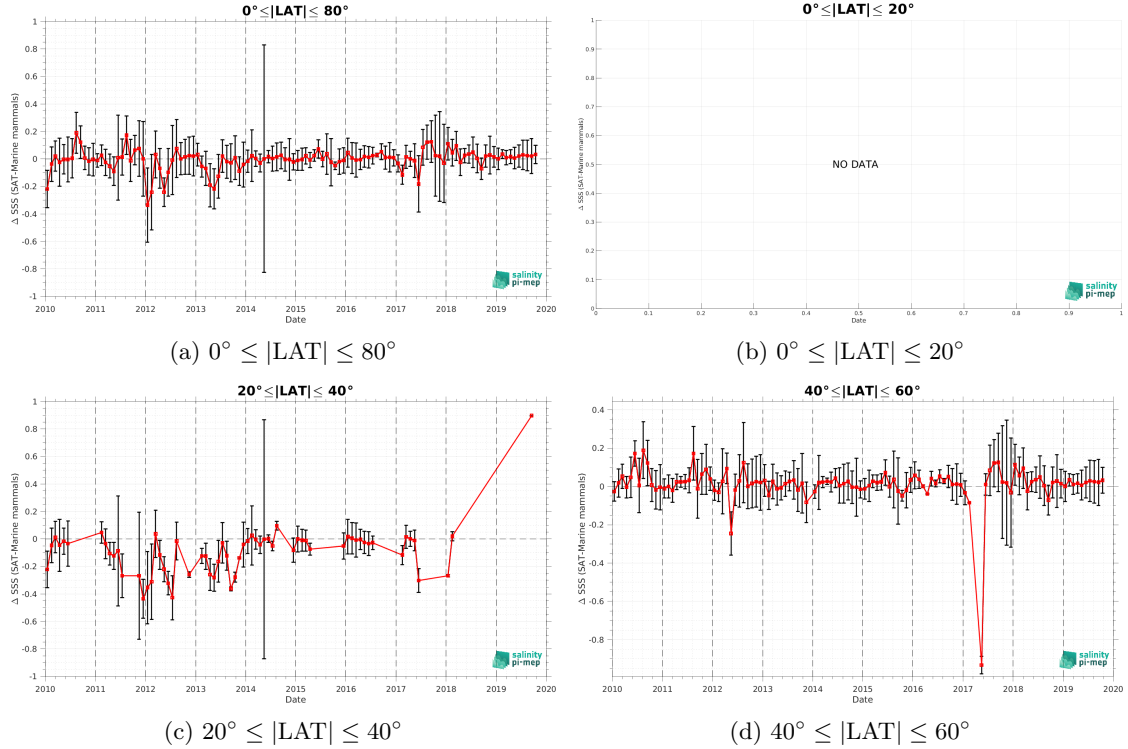 0°≤|LAT|≤ 80°
Δ SSS (SAT-Marine mammals)
1
0.8
0.6
0.4
0.2
0
-0.2
-0.4
-0.6
-0.8
-1
2010 2011 2012 2013 2014 2015 2016 2017 2018 2019 2020
Date
salinity
pi-mep
(a) 0° ≤ |LAT| ≤ 80°
0°≤|LAT|≤ 20°
Δ SSS (SAT-Marine mammals)
1
0.9
0.8
0.7
0.6
0.5
0.4
0.3
0.2
0.1
0
NO DATA
0 0.1 0.2 0.3 0.4 0.5 0.6 0.7 0.8 0.9 1
Date
salinity
pi-mep
(b) 0° ≤ |LAT| ≤ 20°
20°≤|LAT|≤ 40°
Δ SSS (SAT-Marine mammals)
1
0.8
0.6
0.4
0.2
0
-0.2
-0.4
-0.6
-0.8
-1
2010 2011 2012 2013 2014 2015 2016 2017 2018 2019 2020
Date
salinity
pi-mep
(c) 20° ≤ |LAT| ≤ 40°
40°≤|LAT|≤ 60°
Δ SSS (SAT-Marine mammals)
0.4
0.2
0
-0.2
-0.4
-0.6
-0.8
2010 2011 2012 2013 2014 2015 2016 2017 2018 2019 2020
Date
salinity
pi-mep
(d) 40° ≤ |LAT| ≤ 60°